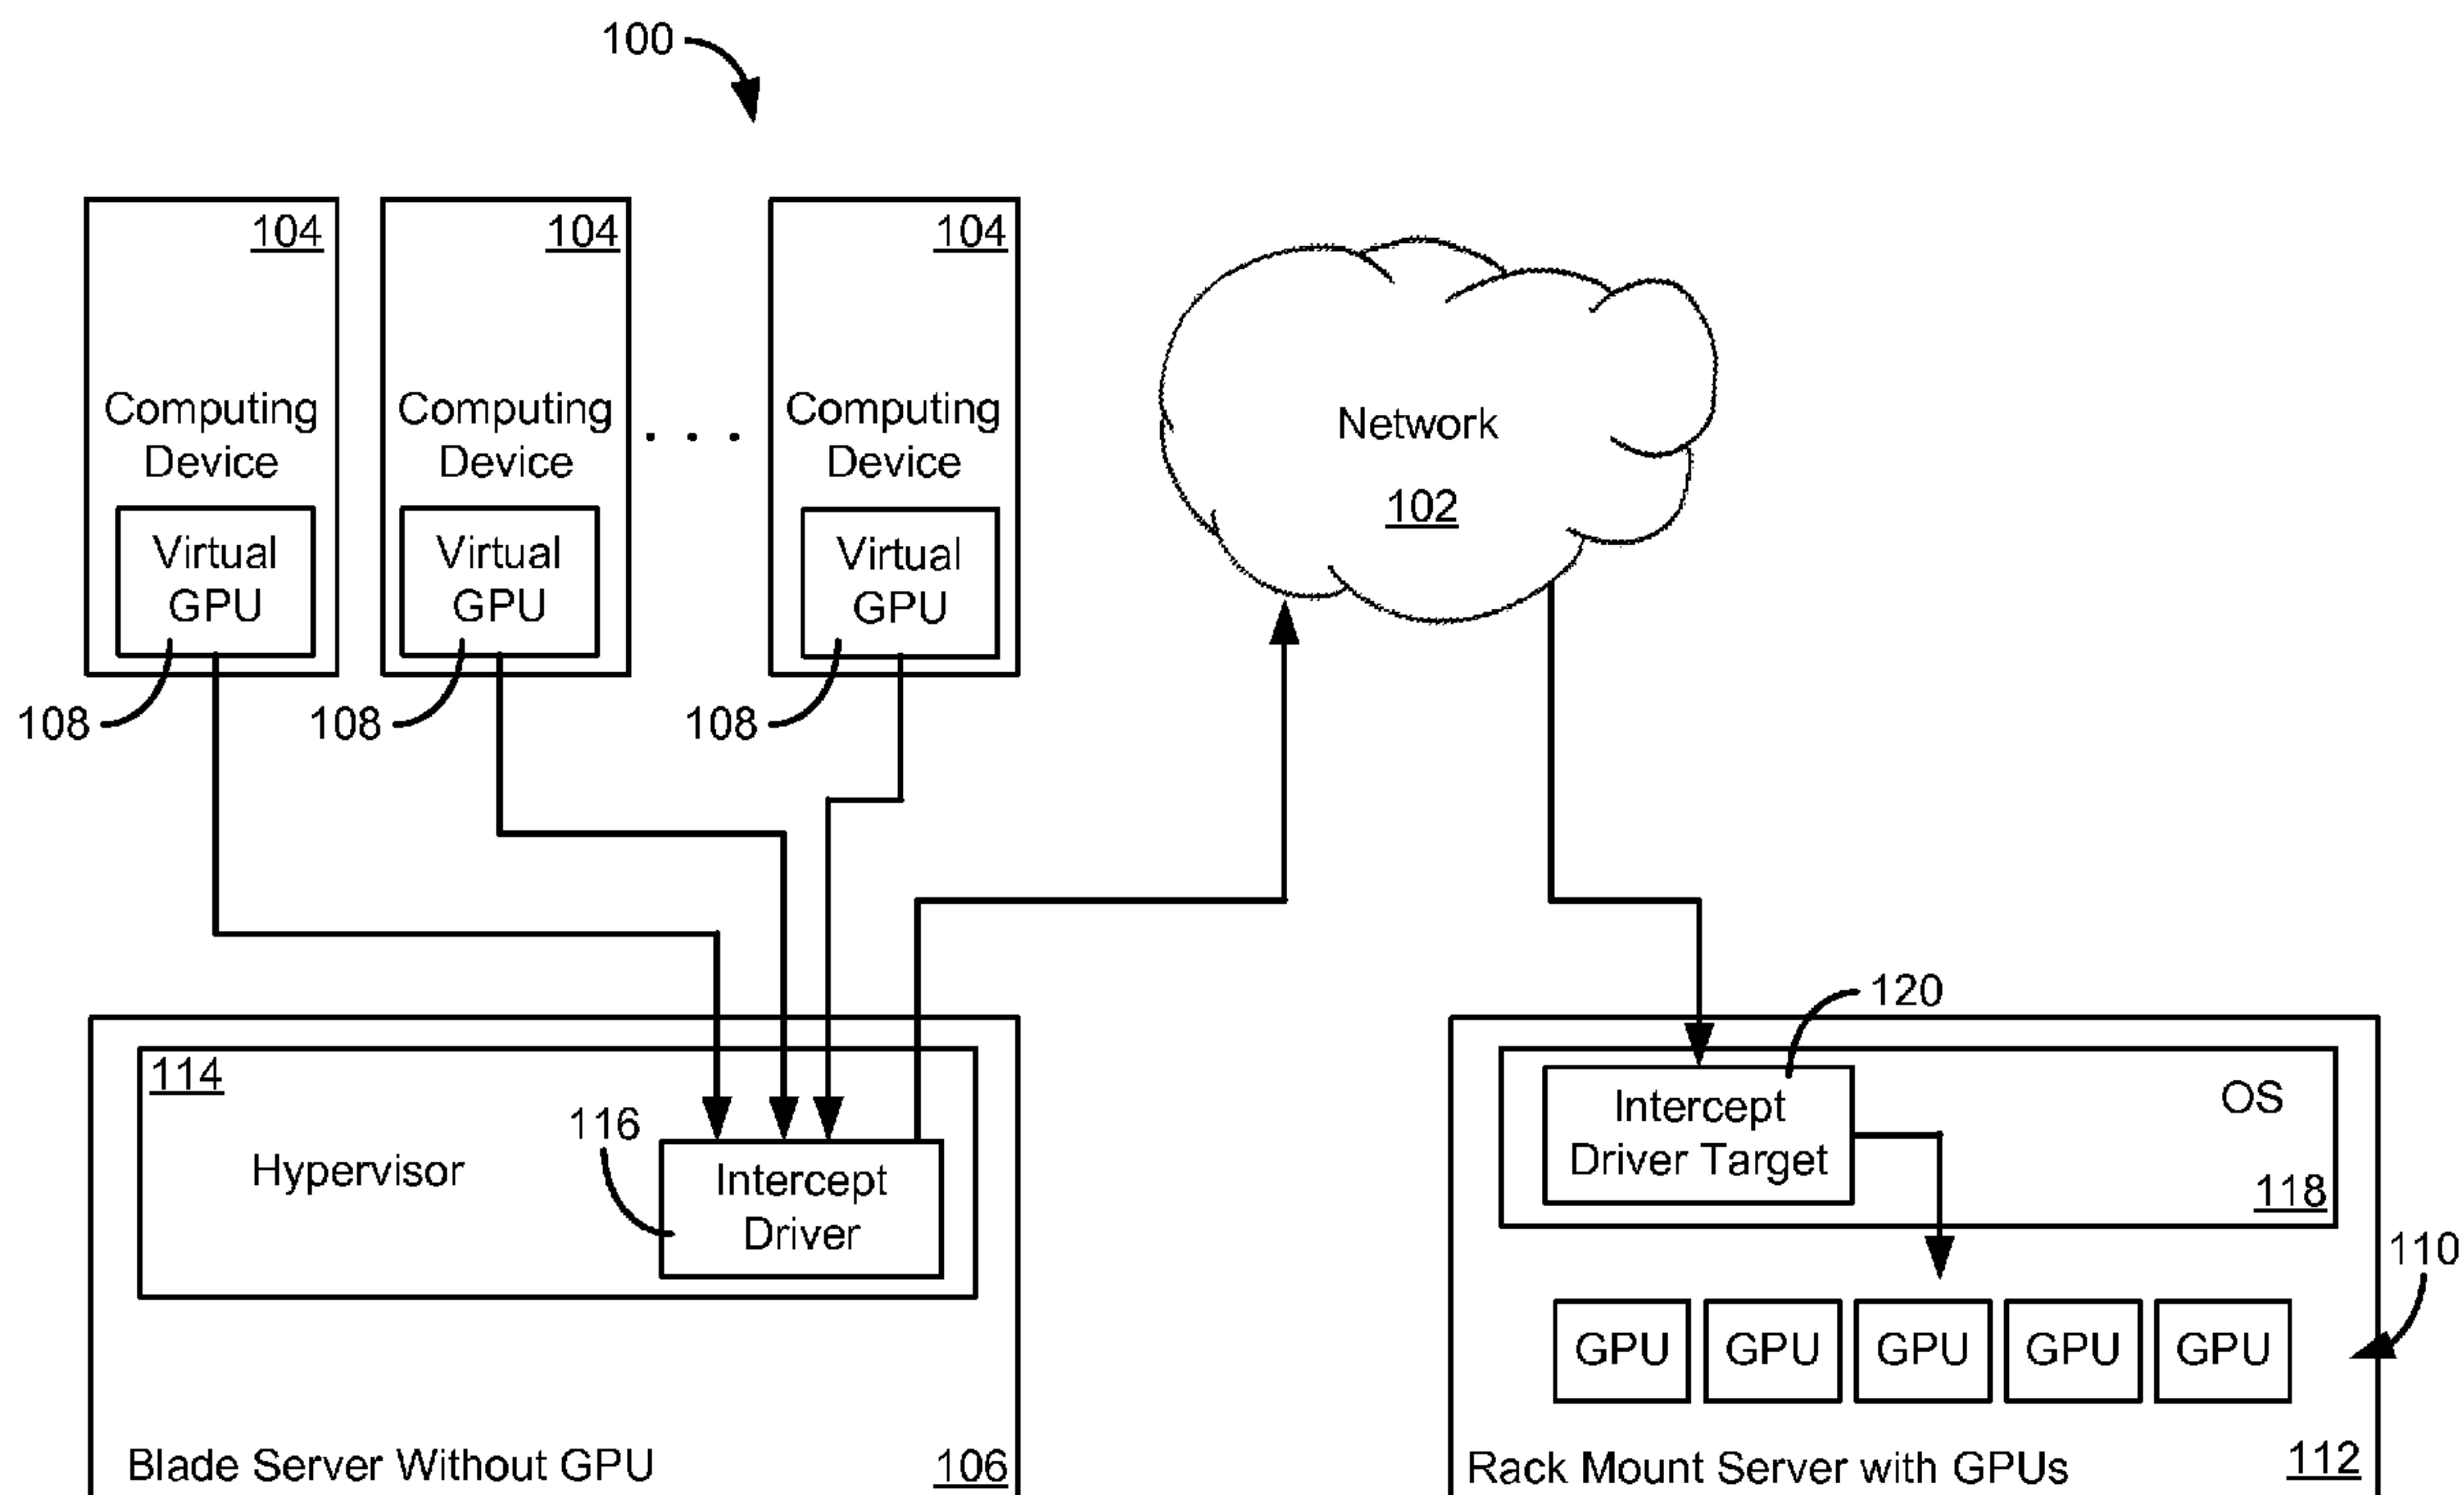 100
104
104
104
Computing
Device
Computing
Device
. . .
Computing
Device
Virtual
GPU
Virtual
GPU
Virtual
GPU
108
108
108
Network
102
114
Hypervisor
116
Intercept
Driver
Blade Server Without GPU
106
120
Intercept
Driver Target
OS
118
110
GPU
GPU
GPU
GPU
GPU
Rack Mount Server with GPUs
112